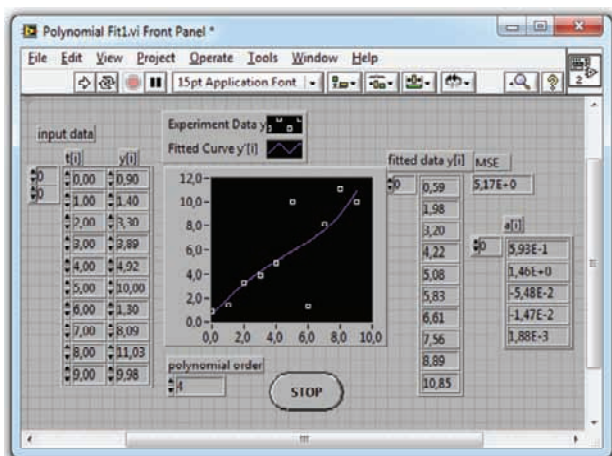 Polynomial Fit1.vi Front Panel *
File Edit View Project Operate Tools Window Help
15pt Application Font
2
input data
t[i] y[i]
0
0
0,00 0,90
1,00 1,40
2,00 3,30
3,00 3,89
4,00 4,92
5,00 10,00
6,00 1,30
7,00 8,09
8,00 11,03
9,00 9,98
Experiment Data y
Fitted Curve y'[i]
12,0
10,0
8,0
6,0
4,0
2,0
0,0
0,0 2,0 4,0 6,0 8,0 10,0
polynomial order
4
STOP
fitted data y[i]
0
0,59
1,98
3,20
4,22
5,08
5,83
6,61
7,56
8,89
10,85
MSE
5,17E+0
a[i]
0
5,93E-1
1,46E+0
-5,48E-2
-1,47E-2
1,88E-3